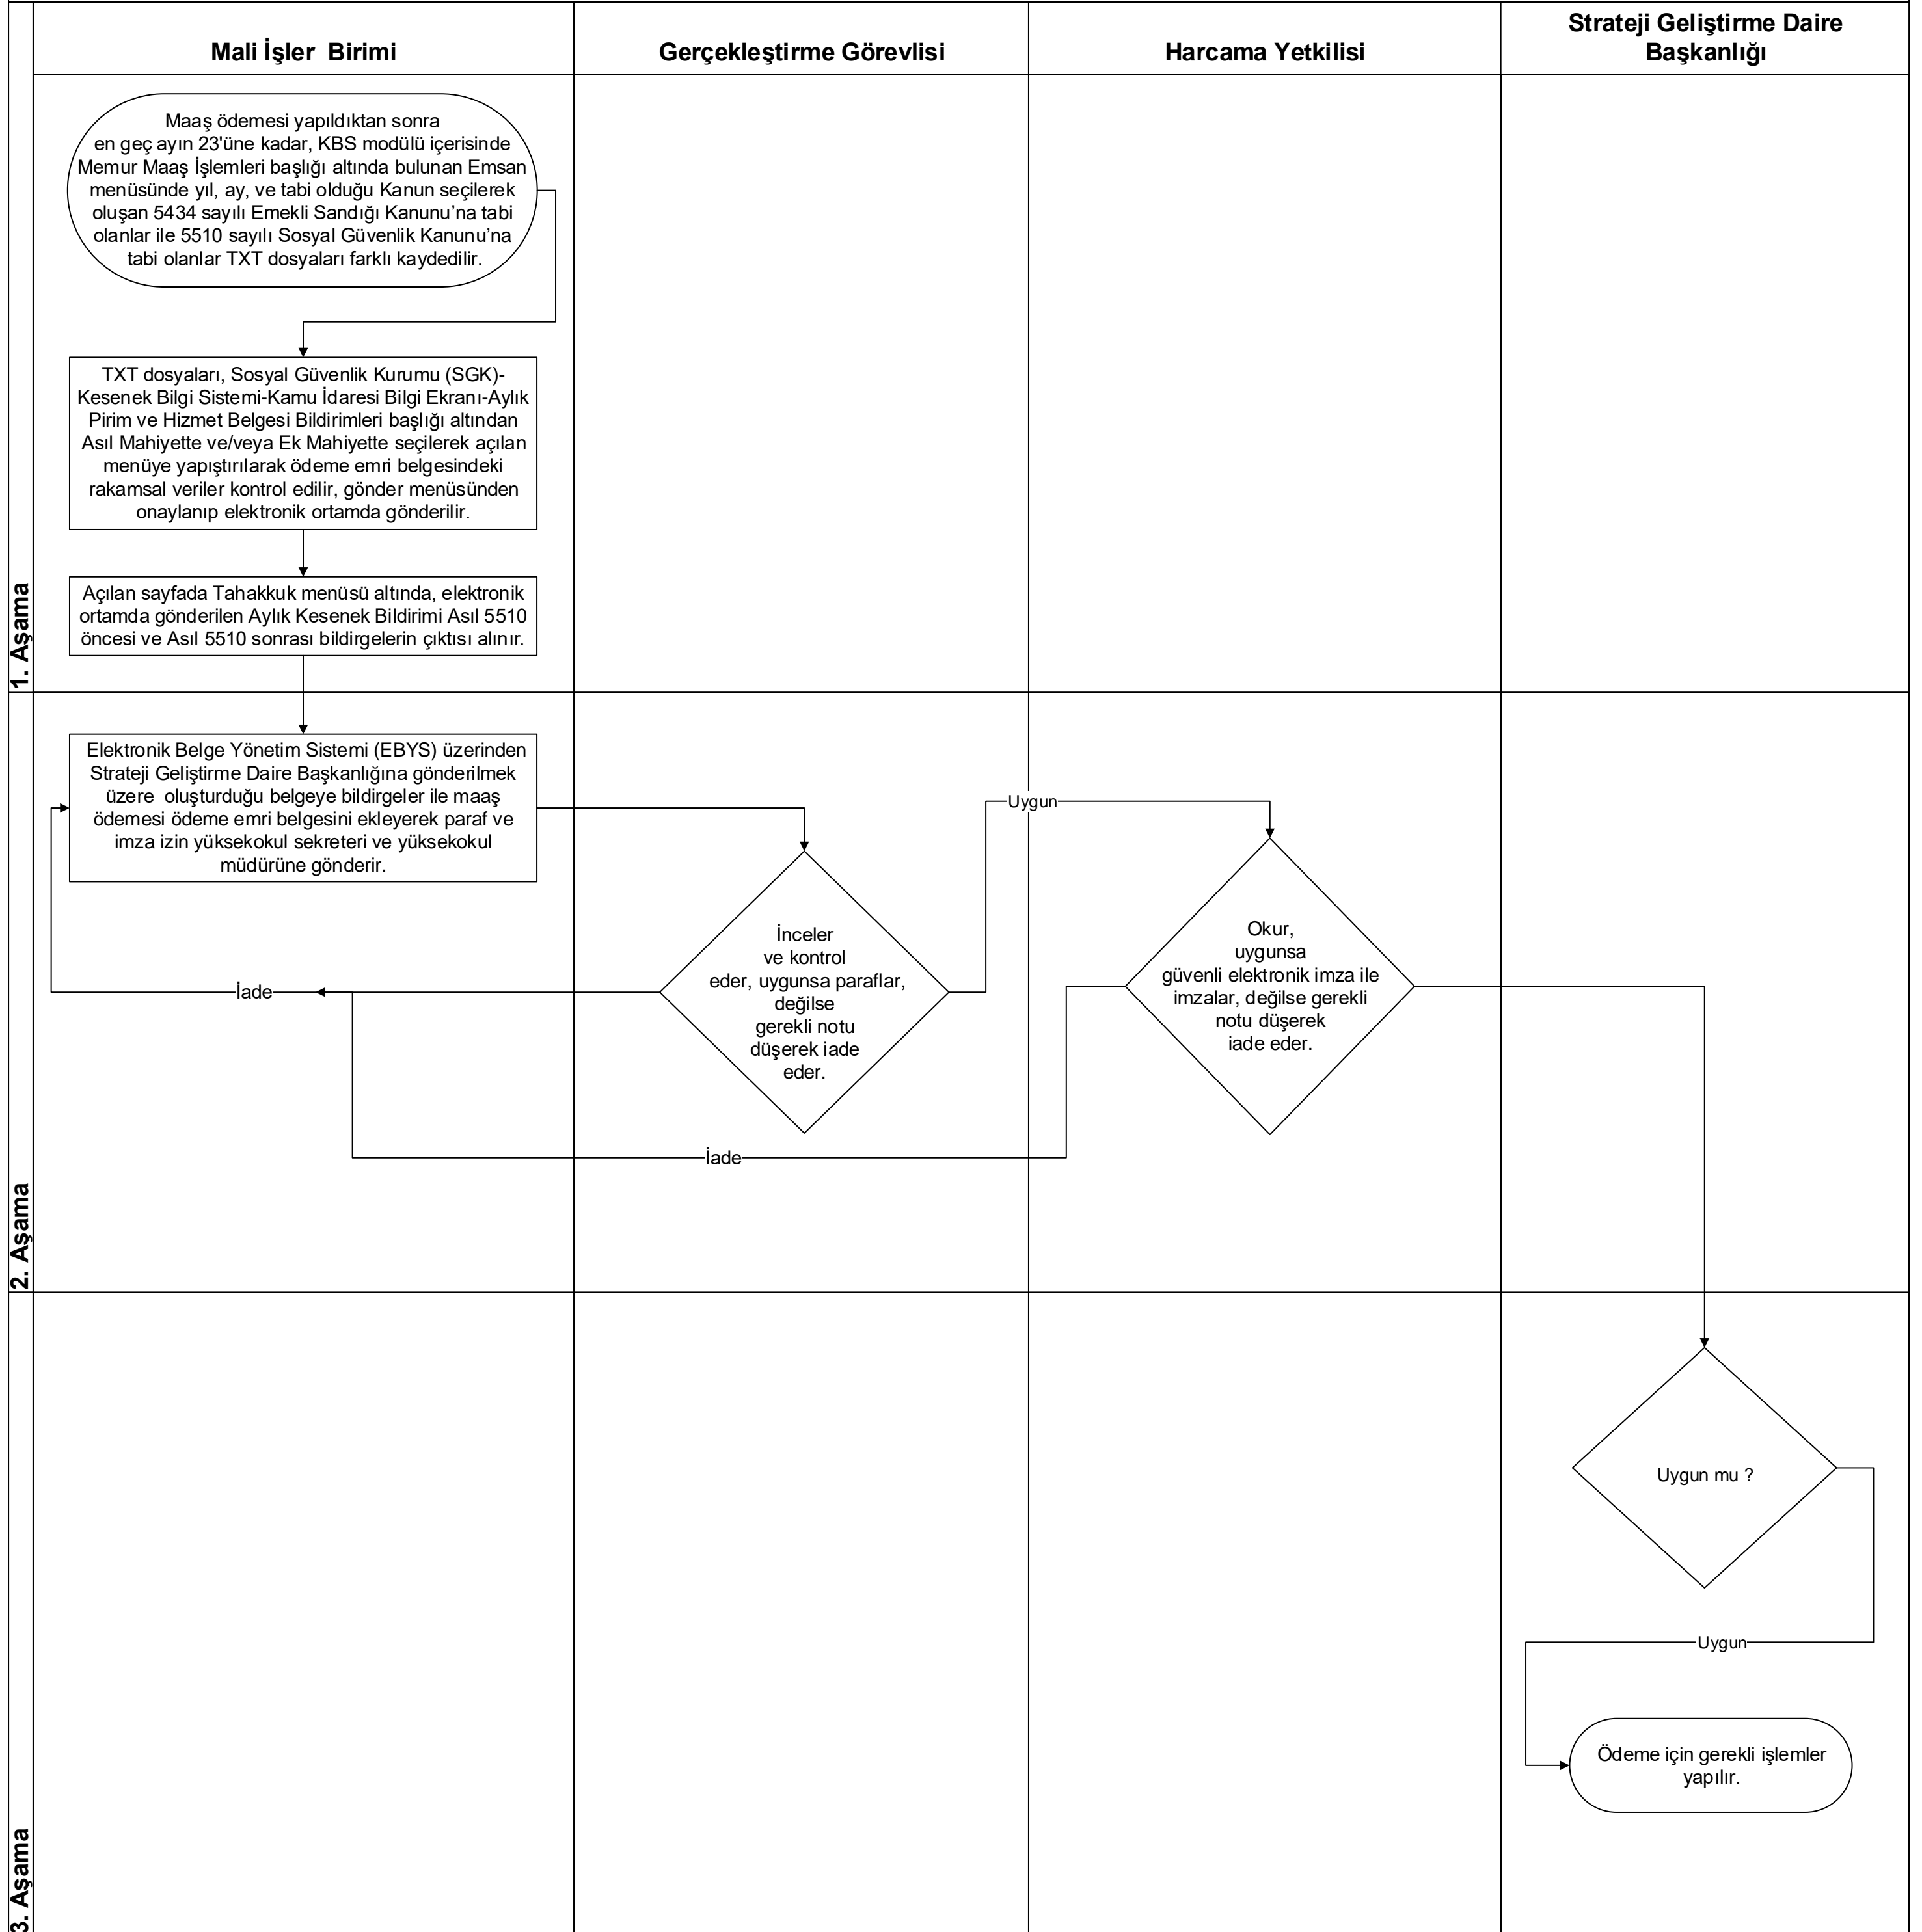 Mali İşler  Birimi
Gerçekleştirme Görevlisi
Harcama Yetkilisi
Strateji Geliştirme Daire
Başkanlığı
1. Aşama
Maaş ödemesi yapıldıktan sonra
en geç ayın 23'üne kadar, KBS modülü içerisinde
Memur Maaş İşlemleri başlığı altında bulunan Emsan
menüsünde yıl, ay, ve tabi olduğu Kanun seçilerek
oluşan 5434 sayılı Emekli Sandığı Kanunu’na tabi
olanlar ile 5510 sayılı Sosyal Güvenlik Kanunu’na
tabi olanlar TXT dosyaları farklı kaydedilir.
TXT dosyaları, Sosyal Güvenlik Kurumu (SGK)-
Kesenek Bilgi Sistemi-Kamu İdaresi Bilgi Ekranı-Aylık
Pirim ve Hizmet Belgesi Bildirimleri başlığı altından
Asıl Mahiyette ve/veya Ek Mahiyette seçilerek açılan
menüye yapıştırılarak ödeme emri belgesindeki
rakamsal veriler kontrol edilir, gönder menüsünden
onaylanıp elektronik ortamda gönderilir.
Açılan sayfada Tahakkuk menüsü altında, elektronik
ortamda gönderilen Aylık Kesenek Bildirimi Asıl 5510
öncesi ve Asıl 5510 sonrası bildirgelerin çıktısı alınır.
2. Aşama
Elektronik Belge Yönetim Sistemi (EBYS) üzerinden
Strateji Geliştirme Daire Başkanlığına gönderilmek
üzere  oluşturduğu belgeye bildirgeler ile maaş
ödemesi ödeme emri belgesini ekleyerek paraf ve
imza izin yüksekokul sekreteri ve yüksekokul
müdürüne gönderir.
Uygun
İnceler
ve kontrol
eder, uygunsa paraflar,
değilse
gerekli notu
düşerek iade
eder.
Okur,
uygunsa
güvenli elektronik imza ile
imzalar, değilse gerekli
notu düşerek
iade eder.
İade
İade
3. Aşama
Uygun mu ?
Uygun
Ödeme için gerekli işlemler
yapılır.